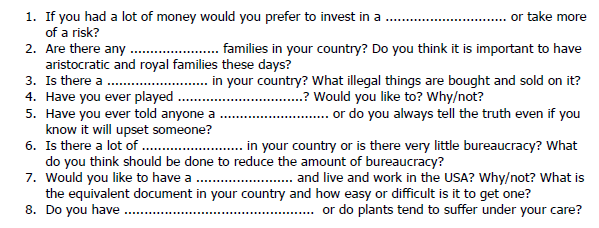 1. If you had a lot of money would you prefer to invest in a .............................. or take more
of a risk?
2. Are there any ...................... families in your country? Do you think it is important to have
aristocratic and royal families these days?
3. Is there a ......................... in your country? What illegal things are bought and sold on it?
4. Have you ever played ...............................? Would you like to? Why/not?
5. Have you ever told anyone a ........................... or do you always tell the truth even if you
know it will upset someone?
6. Is there a lot of ......................... in your country or is there very little bureaucracy? What
do you think should be done to reduce the amount of bureaucracy?
7. Would you like to have a ........................ and live and work in the USA? Why/not? What is
the equivalent document in your country and how easy or difficult is it to get one?
8. Do you have ............................................... or do plants tend to suffer under your care?